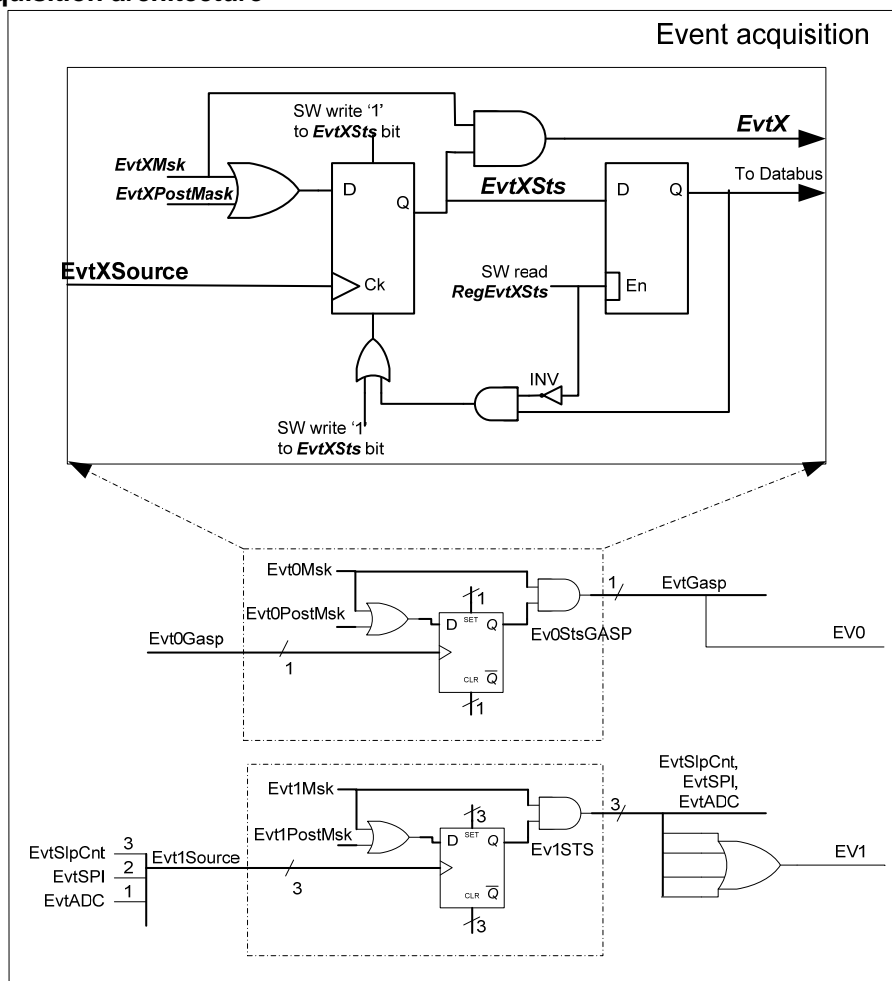 Event acquisition
SW write '1'
to EvtXSts bit
EvtX
EvtXMsk
EvtXPostMask
D
Q
EvtXSts
D
Q
To Databus
EvtXSource
Ck
SW read
RegEvtXSts
En
INV
SW write '1'
to EvtXSts bit
Evt0Msk
1
EvtGasp
Evt0PostMsk
1
D
SET
Q
Ev0StsGASP
EV0
Evt0Gasp
1
CLR
Q
1
EvtSlpCnt,
EvtSPI,
EvtADC
Evt1Msk
3
Evt1PostMsk
3
D
SET
Q
Ev1STS
EvtSlpCnt
3
Evt1Source
EV1
EvtSPI
2
3
EvtADC
1
CLR
Q
3